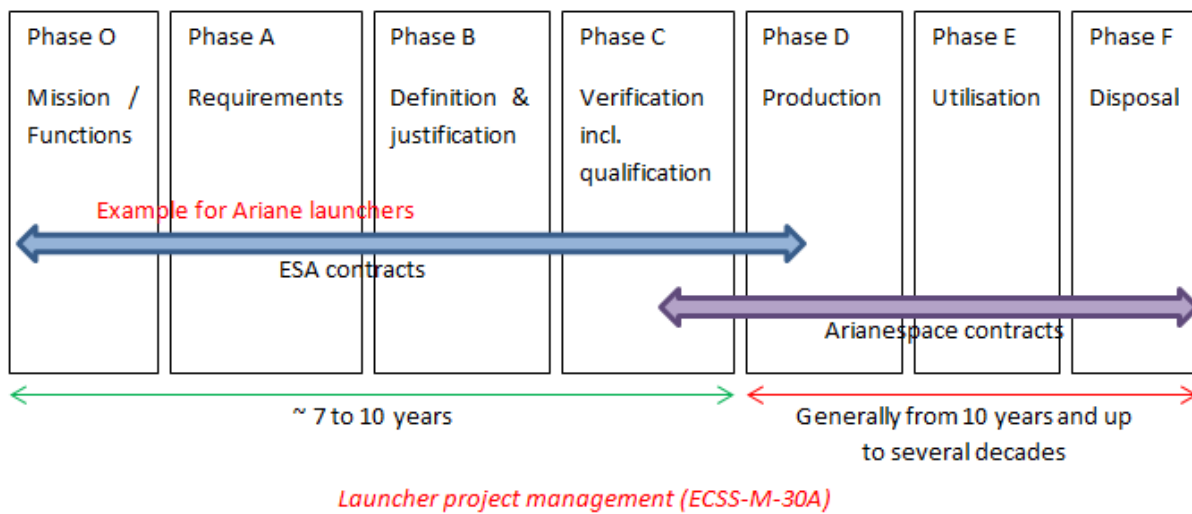 Phase O
Mission /
Functions
Phase A
Requirements
Phase B
Definition &
justification
Phase C
Verification
incl.
qualification
Phase D
Production
Phase E
Utilisation
Phase F
Disposal
Example for Ariane launchers
ESA contracts
Arianespace contracts
~ 7 to 10 years
Generally from 10 years and up
to several decades
Launcher project management (ECSS-M-30A)